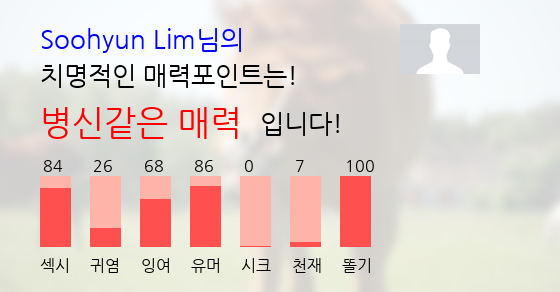 Soohyun Lim님의
치명적인 매력포인트는!
병신같은 매력 입니다!
84 26 68 86 0 7 100
섹시 귀염 잉여 유머 시크 천재 똘기